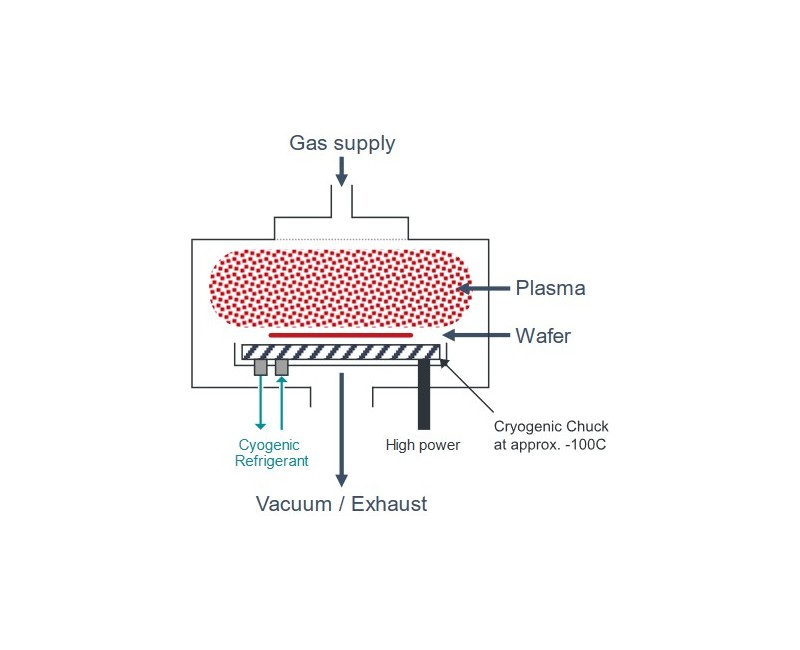 Gas supply
Plasma
Wafer
Cryogenic Chuck
at approx. -100C
Cyogenic
Refrigerant
High power
Vacuum / Exhaust